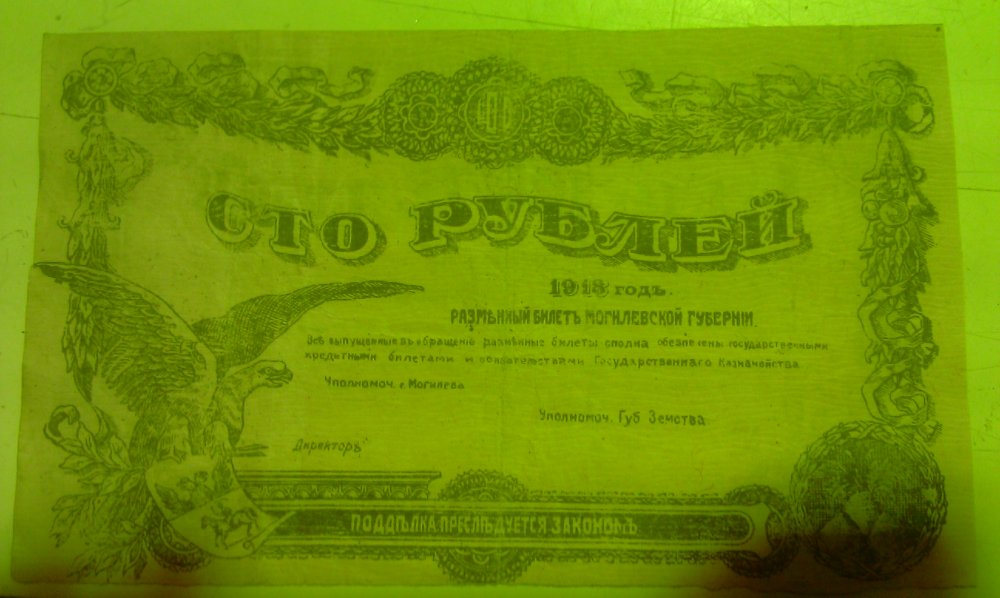 СТО РУБЛЕЙ
1918 годъ.
РАЗМѢННЫЙ БИЛЕТЪ МОГИЛЕВСКОЙ ГУБЕРНІИ.
Всѣ выпущенные въ обращеніе размѣнные билеты сполна обезпечены государственными
кредитными билетами и обязательствами Государственнаго Казначейства
Уполномоч. г. Могилева
Уполномоч. Губ Земства
Директоръ
ПОДДѢЛКА ПРЕСЛѢДУЕТСЯ ЗАКОНОМЪ